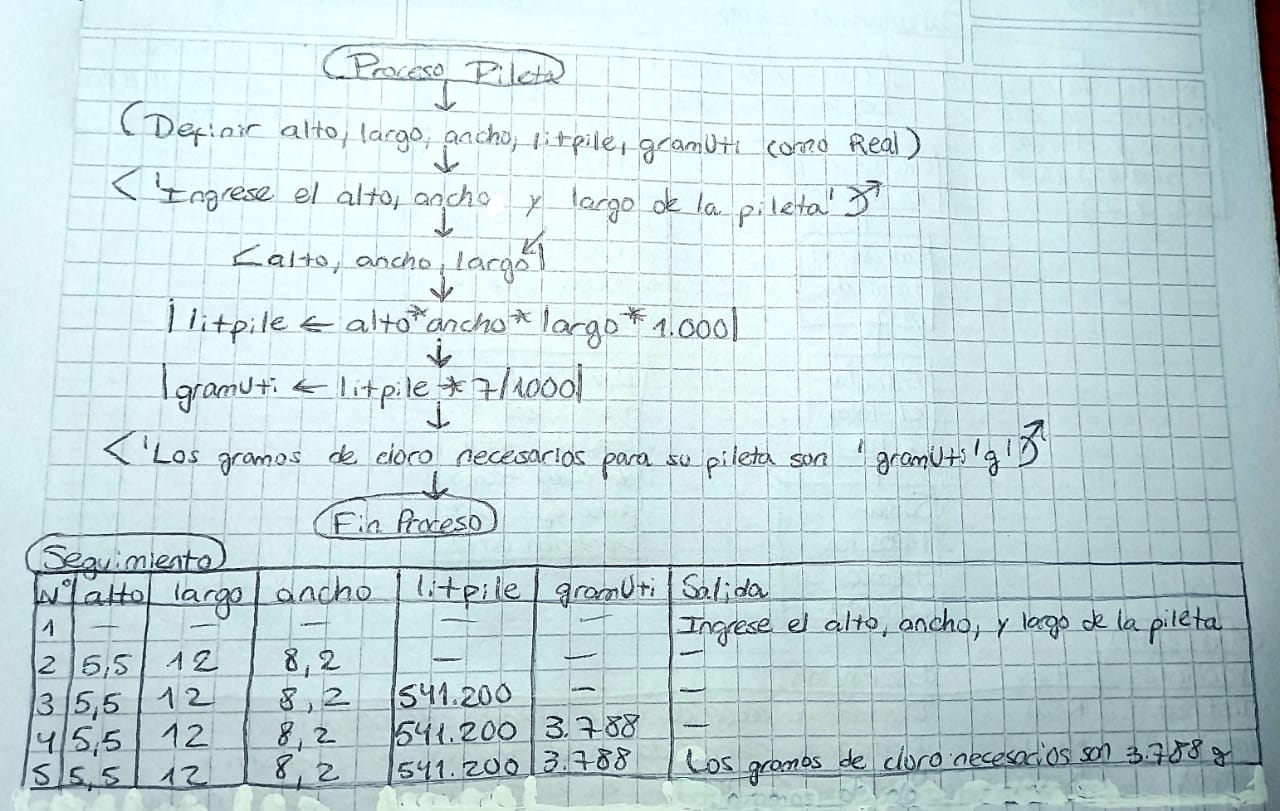 Proceso Pileta
(Definir alto, largo, ancho, litpile, gramUti como Real)
'Ingrese el alto, ancho y largo de la pileta'
alto, ancho, largo
litpile ← alto*ancho*largo*1.000
gramUti ← litpile * 7/1000
'Los gramos de cloro necesarios para su pileta son ' gramUti 'g'
Fin Proceso
Seguimiento
N° alto largo ancho litpile gramUti Salida
1 — — — — — Ingrese el alto, ancho, y largo de la pileta
2 5,5 12 8,2 — — —
3 5,5 12 8,2 541.200 — —
4 5,5 12 8,2 541.200 3.788 —
5 5,5 12 8,2 541.200 3.788 Los gramos de cloro necesarios son 3.788 g